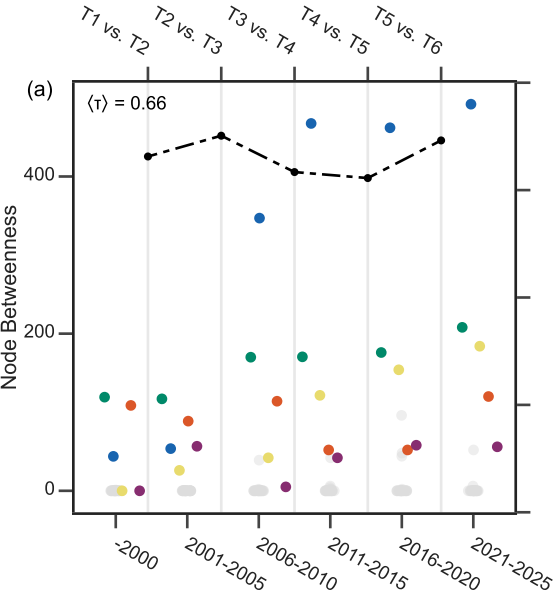 T1 vs. T2
T2 vs. T3
T3 vs. T4
T4 vs. T5
T5 vs. T6
(a)
⟨τ⟩ = 0.66
Node Betweenness
400
200
0
-2000
2001-2005
2006-2010
2011-2015
2016-2020
2021-2025